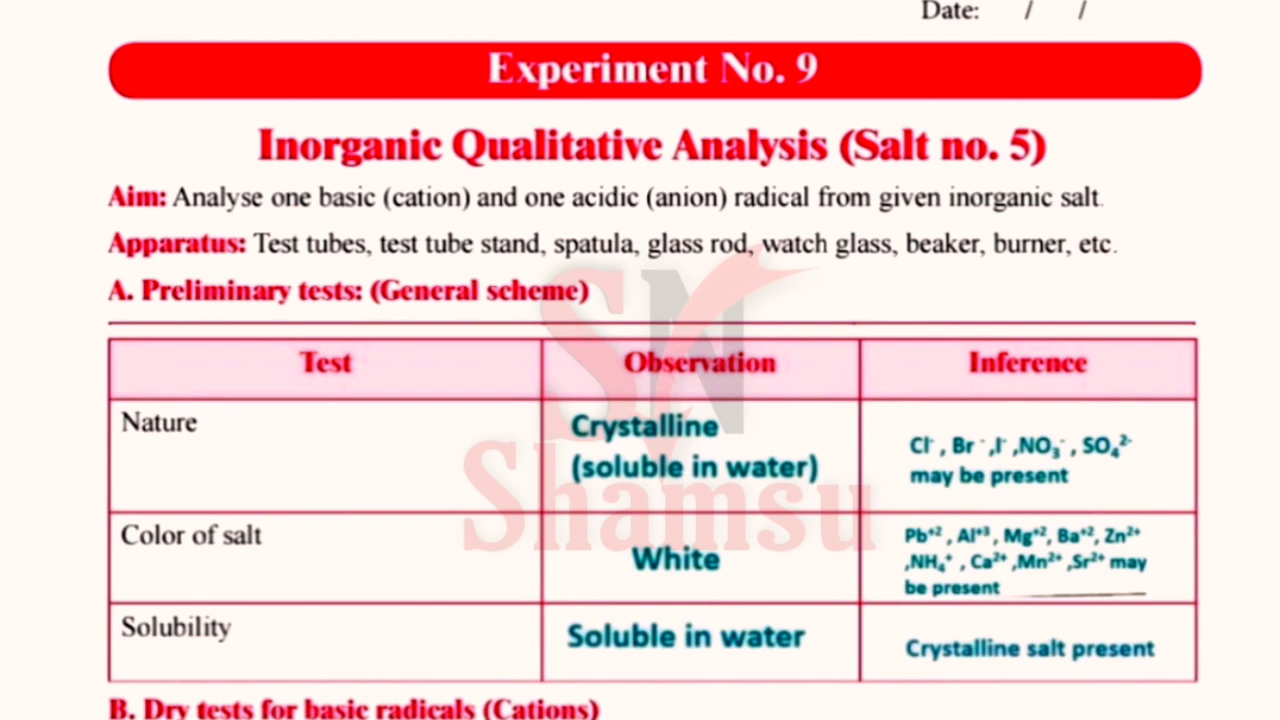 Date: / /
Experiment No. 9
Inorganic Qualitative Analysis (Salt no. 5)
Aim: Analyse one basic (cation) and one acidic (anion) radical from given inorganic salt.
Apparatus: Test tubes, test tube stand, spatula, glass rod, watch glass, beaker, burner, etc.
A. Preliminary tests: (General scheme)
Test Observation Inference
Nature
Crystalline
(soluble in water)
Cl⁻ , Br ⁻ ,I⁻ ,NO₃⁻ , SO₄²⁻
may be present
Color of salt
White
Pb⁺² , Al⁺³ , Mg⁺², Ba⁺², Zn²⁺
,NH₄⁺ , Ca²⁺ ,Mn²⁺ ,Sr²⁺ may
be present
Solubility
Soluble in water
Crystalline salt present
B. Dry tests for basic radicals (Cations)
SN
Shamsu